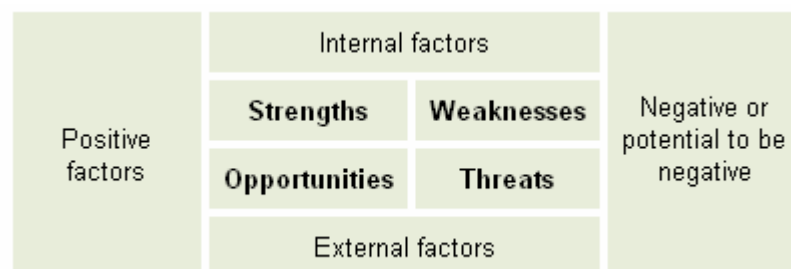 Internal factors
Positive
factors
Strengths
Weaknesses
Opportunities
Threats
Negative or
potential to be
negative
External factors